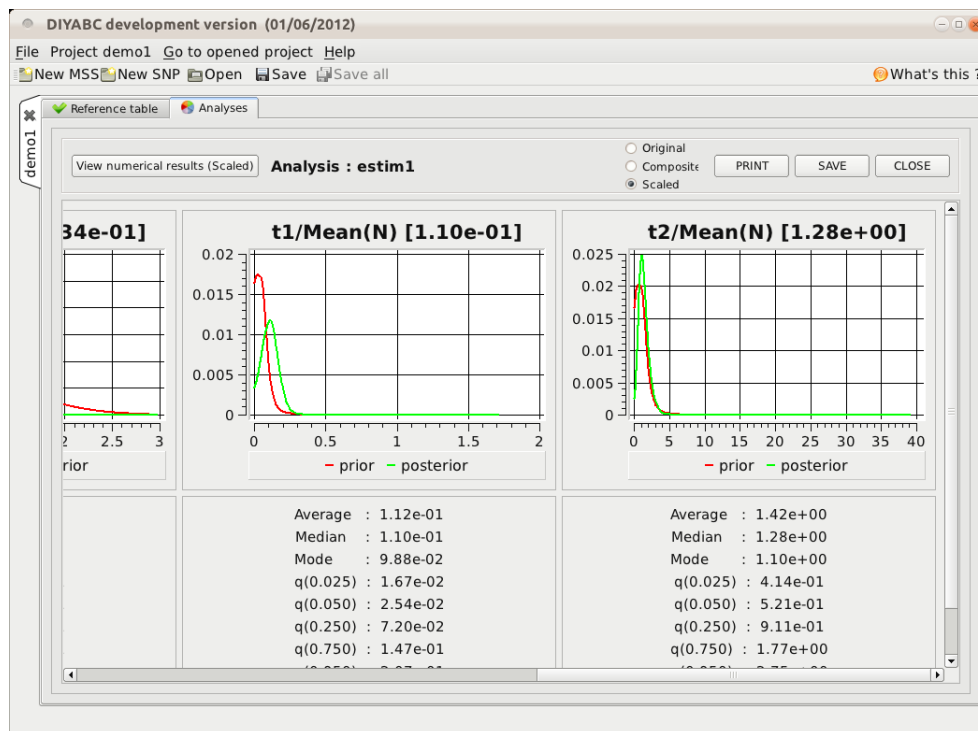 DIYABC development version (01/06/2012)
File Project demo1 Go to opened project Help
New MSS New SNP Open Save Save all What's this ?
demo1
Reference table Analyses
View numerical results (Scaled) Analysis : estim1
Original
Composite
Scaled
PRINT SAVE CLOSE
34e-01]
2 2.5 3
rior
t1/Mean(N) [1.10e-01]
0.02
0.015
0.01
0.005
0
0 0.5 1 1.5 2
prior posterior
t2/Mean(N) [1.28e+00]
0.025
0.02
0.015
0.01
0.005
0
0 5 10 15 20 25 30 35 40
prior posterior
Average : 1.12e-01
Median : 1.10e-01
Mode : 9.88e-02
q(0.025) : 1.67e-02
q(0.050) : 2.54e-02
q(0.250) : 7.20e-02
q(0.750) : 1.47e-01
Average : 1.42e+00
Median : 1.28e+00
Mode : 1.10e+00
q(0.025) : 4.14e-01
q(0.050) : 5.21e-01
q(0.250) : 9.11e-01
q(0.750) : 1.77e+00